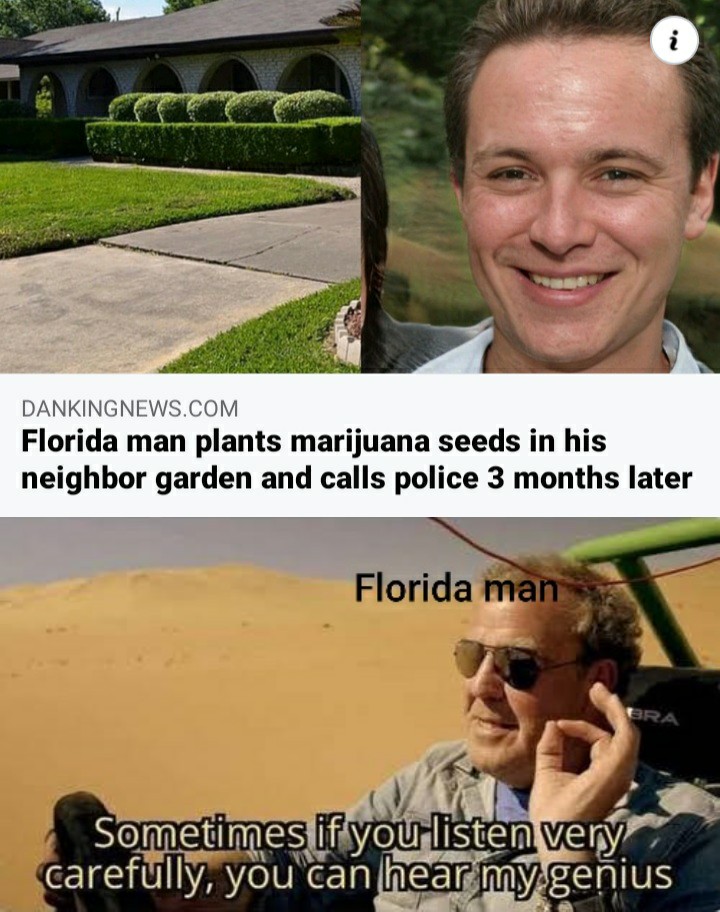 i
DANKINGNEWS.COM
Florida man plants marijuana seeds in his
neighbor garden and calls police 3 months later
Florida man
BRA
Sometimes if you listen very
carefully, you can hear my genius